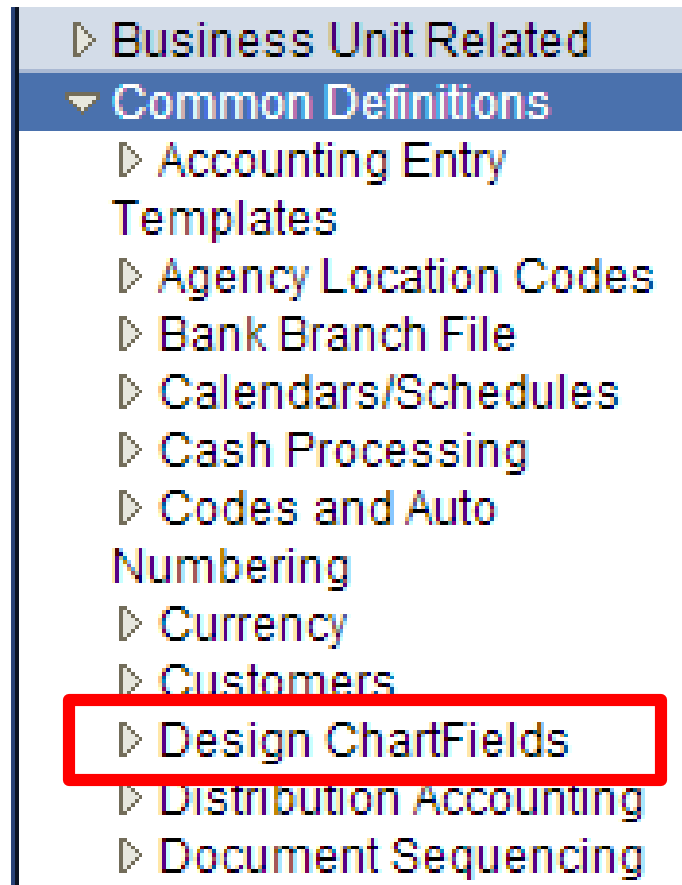 Business Unit Related
Common Definitions
Accounting Entry
Templates
Agency Location Codes
Bank Branch File
Calendars/Schedules
Cash Processing
Codes and Auto
Numbering
Currency
Customers
Design ChartFields
Distribution Accounting
Document Sequencing